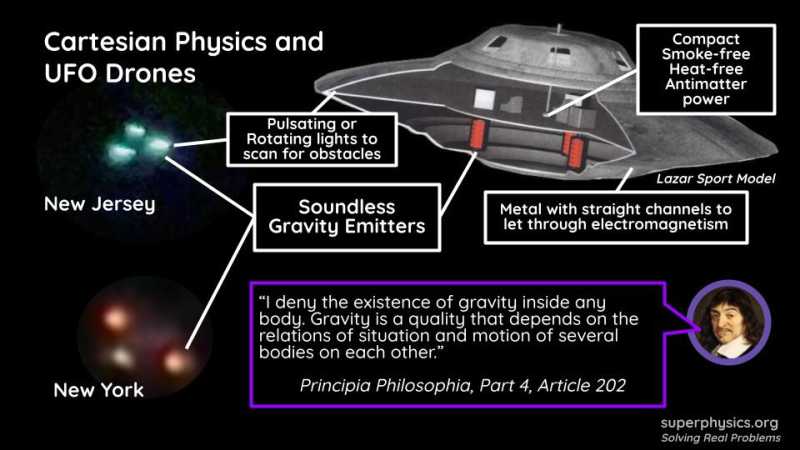 Cartesian Physics and
UFO Drones
Compact
Smoke-free
Heat-free
Antimatter
power
Pulsating or
Rotating lights to
scan for obstacles
Lazar Sport Model
New Jersey
Soundless
Gravity Emitters
Metal with straight channels to
let through electromagnetism
“I deny the existence of gravity inside any
body. Gravity is a quality that depends on the
relations of situation and motion of several
bodies on each other.”
Principia Philosophia, Part 4, Article 202
New York
superphysics.org
Solving Real Problems